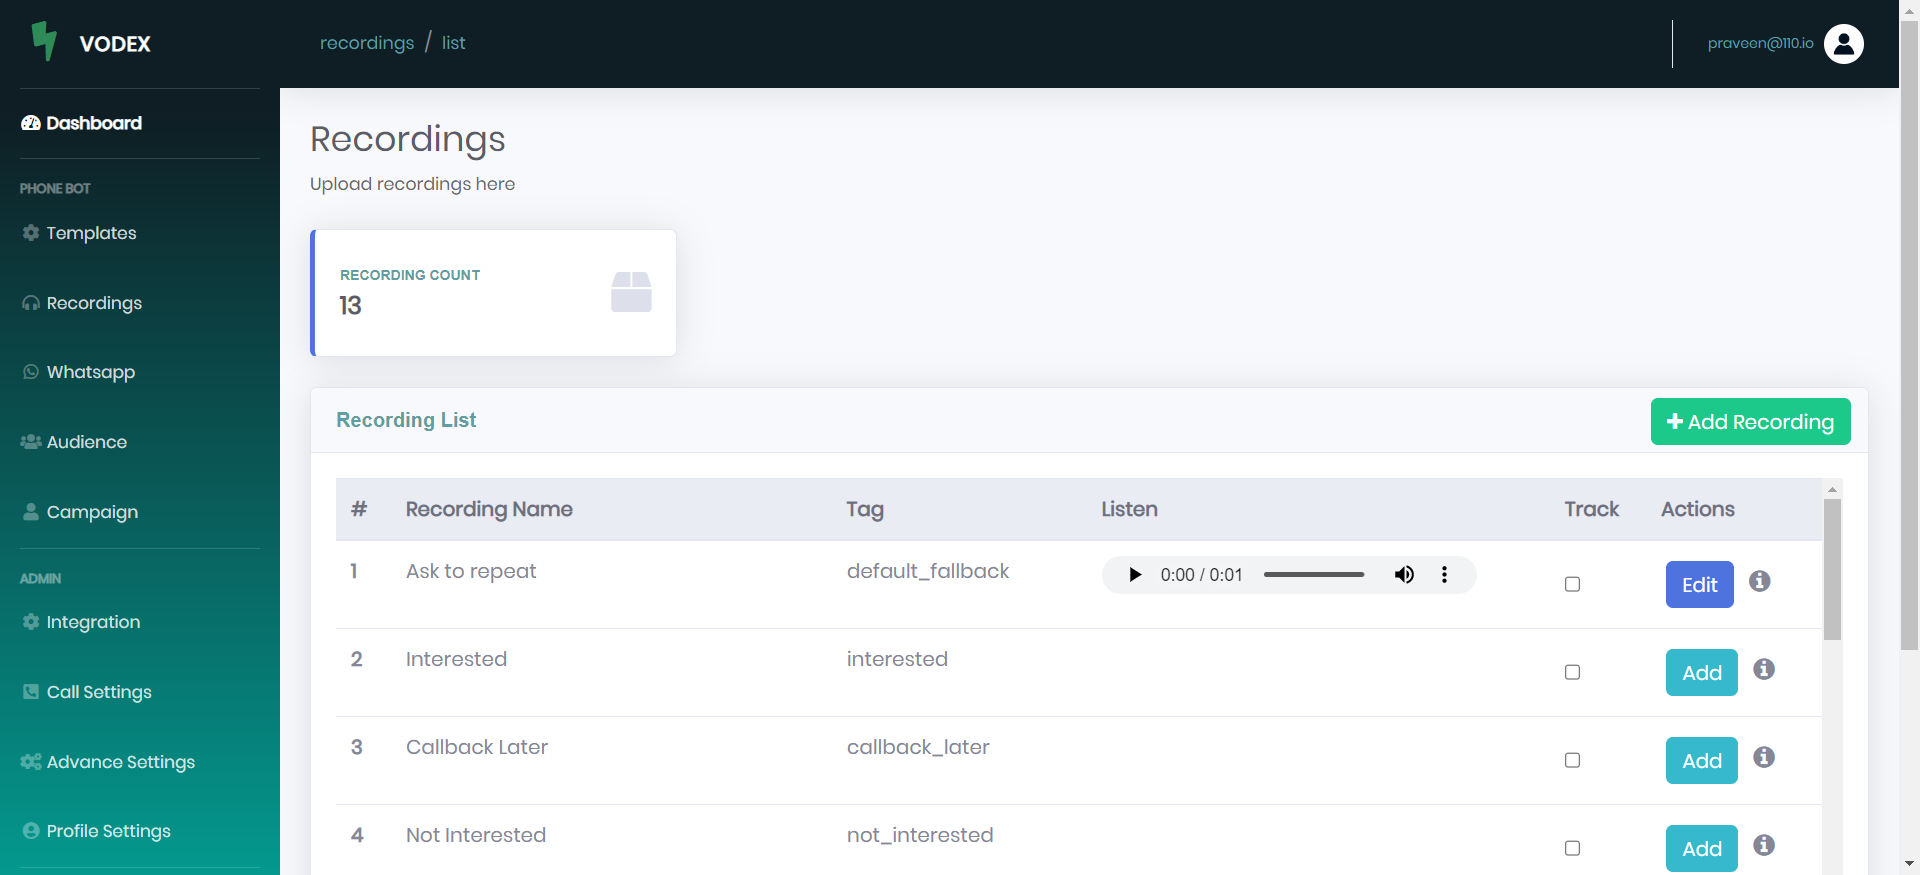 VODEX
recordings / list
praveen@110.io
Dashboard
PHONE BOT
Templates
Recordings
Whatsapp
Audience
Campaign
ADMIN
Integration
Call Settings
Advance Settings
Profile Settings
Recordings
Upload recordings here
RECORDING COUNT
13
Recording List
Add Recording
# Recording Name Tag Listen Track Actions
1 Ask to repeat default_fallback 0:00 / 0:01 Edit
2 Interested interested Add
3 Callback Later callback_later Add
4 Not Interested not_interested Add